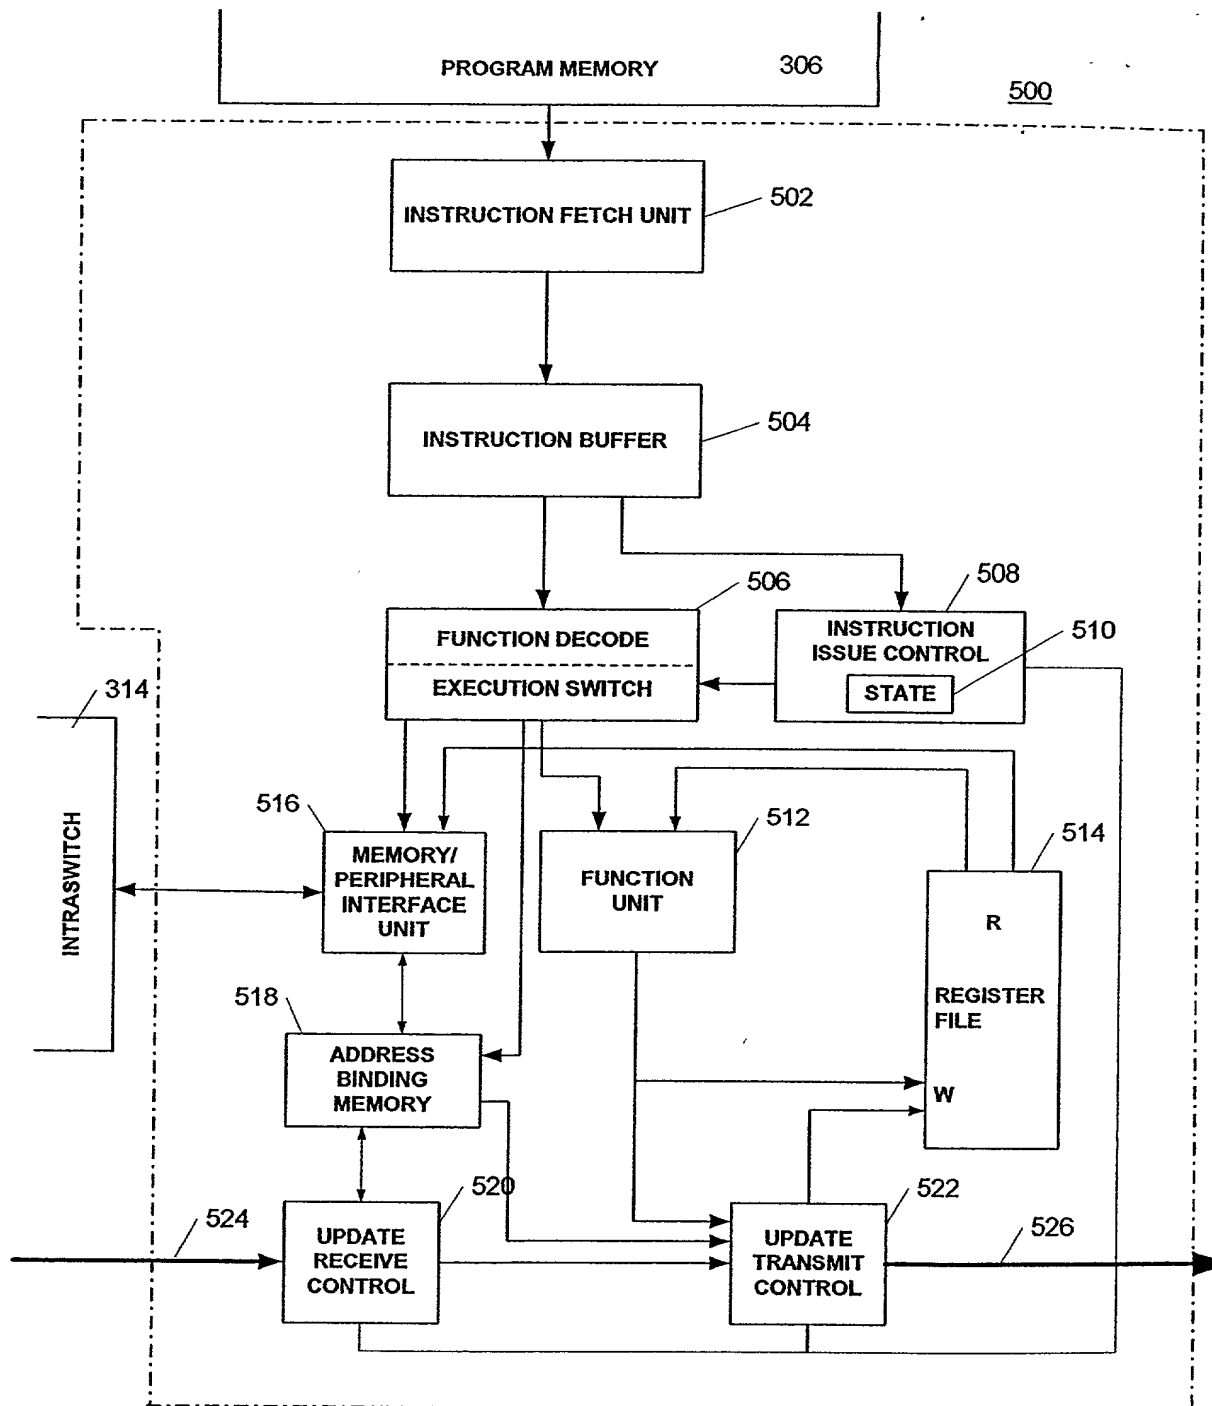 PROGRAM MEMORY 306
500
INSTRUCTION FETCH UNIT
502
INSTRUCTION BUFFER
504
506
508
FUNCTION DECODE
EXECUTION SWITCH
INSTRUCTION
ISSUE CONTROL
STATE
510
314
INTRASWITCH
516
MEMORY/
PERIPHERAL
INTERFACE
UNIT
512
FUNCTION
UNIT
514
R
REGISTER
FILE
W
518
ADDRESS
BINDING
MEMORY
520
522
524
UPDATE
RECEIVE
CONTROL
UPDATE
TRANSMIT
CONTROL
526